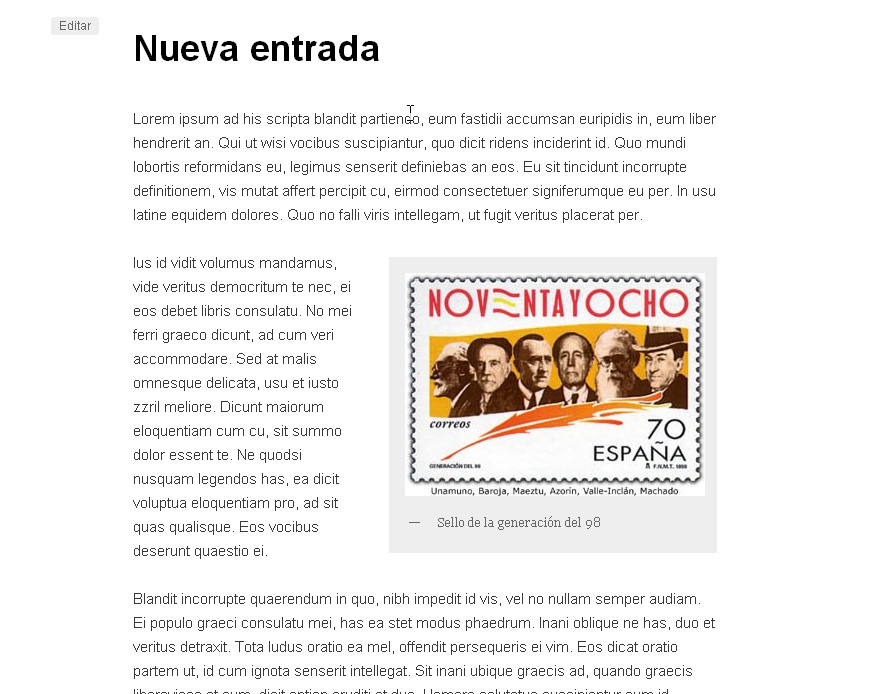 Editar
Nueva entrada
Lorem ipsum ad his scripta blandit partiendo, eum fastidii accumsan euripidis in, eum liber
hendrerit an. Qui ut wisi vocibus suscipiantur, quo dicit ridens inciderint id. Quo mundi
lobortis reformidans eu, legimus senserit definiebas an eos. Eu sit tincidunt incorrupte
definitionem, vis mutat affert percipit cu, eirmod consectetuer signiferumque eu per. In usu
latine equidem dolores. Quo no falli viris intellegam, ut fugit veritus placerat per.
Ius id vidit volumus mandamus,
vide veritus democritum te nec, ei
eos debet libris consulatu. No mei
ferri graeco dicunt, ad cum veri
accommodare. Sed at malis
omnesque delicata, usu et iusto
zzril meliore. Dicunt maiorum
eloquentiam cum cu, sit summo
dolor essent te. Ne quodsi
nusquam legendos has, ea dicit
voluptua eloquentiam pro, ad sit
quas qualisque. Eos vocibus
deserunt quaestio ei.
NOVENTAYOCHO
correos
70
ESPAÑA
GENERACIÓN DEL 98
F.N.M.T. 1998
Unamuno, Baroja, Maeztu, Azorín, Valle-Inclán, Machado
— Sello de la generación del 98
Blandit incorrupte quaerendum in quo, nibh impedit id vis, vel no nullam semper audiam.
Ei populo graeci consulatu mei, has ea stet modus phaedrum. Inani oblique ne has, duo et
veritus detraxit. Tota ludus oratio ea mel, offendit persequeris ei vim. Eos dicat oratio
partem ut, id cum ignota senserit intellegat. Sit inani ubique graecis ad, quando graecis